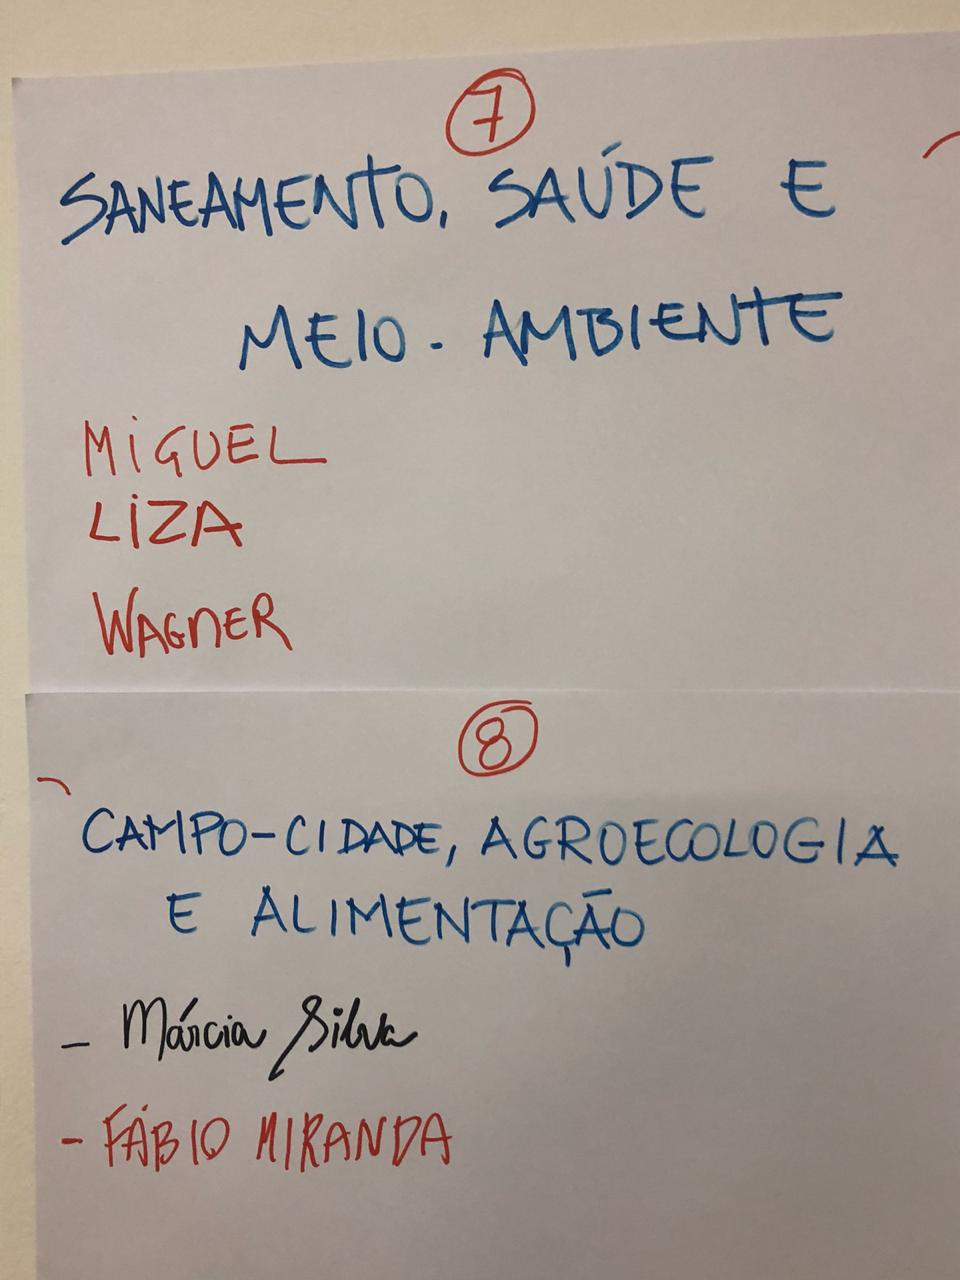 7
SANEAMENTO, SAÚDE E
MEIO-AMBIENTE
MiGUEL
LiZA
WAGNER
8
CAMPO-CIDADE, AGROECOLOGIA
E ALIMENTAÇÃO
- Márcia Silva
- FÁBIO MIRANDA